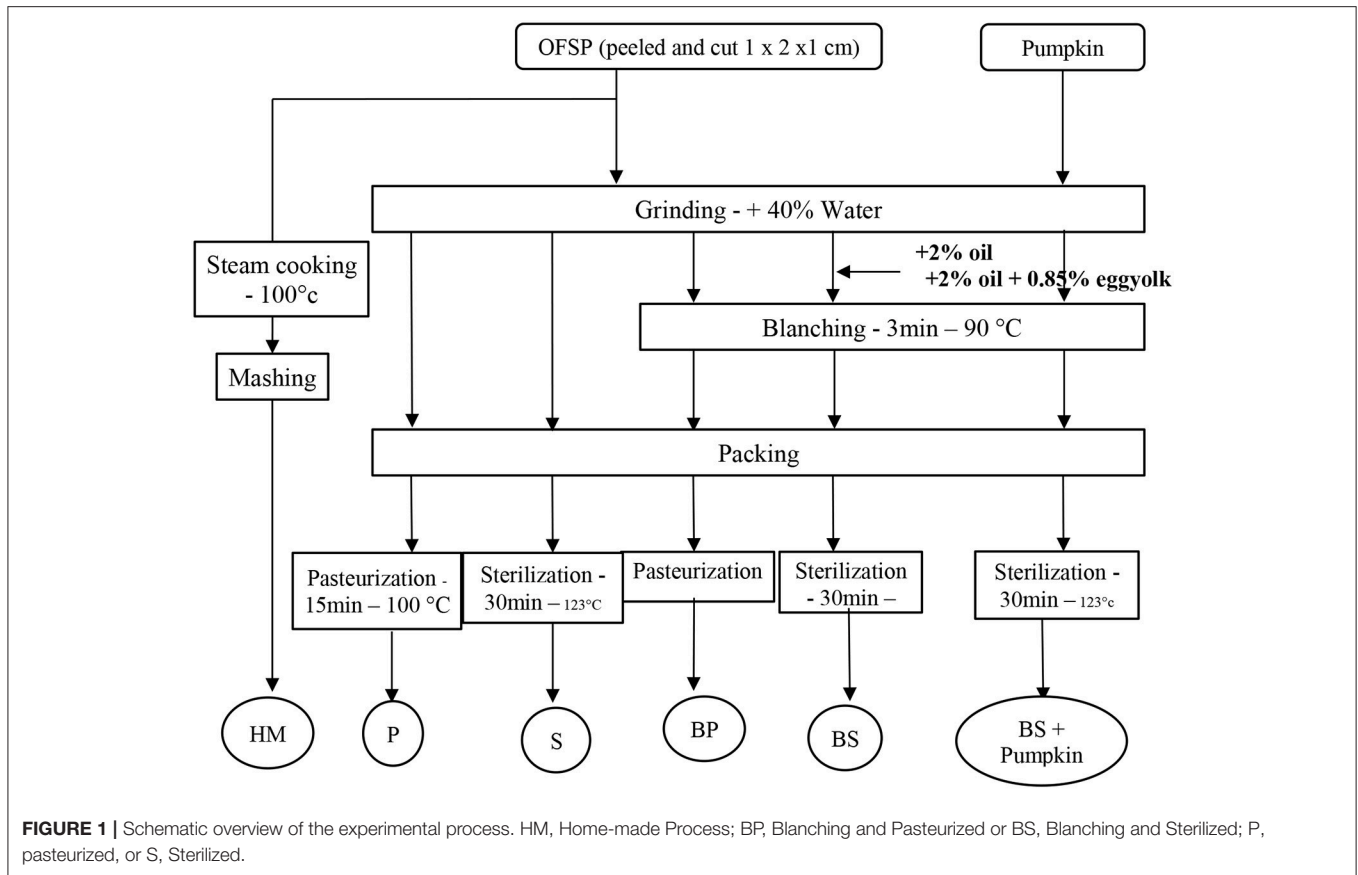 OFSP (peeled and cut 1 x 2 x1 cm)
Pumpkin
Grinding - + 40% Water
Steam cooking
- 100°c
+2% oil
+2% oil + 0.85% eggyolk
Blanching - 3min – 90 °C
Mashing
Packing
Pasteurization -
15min – 100 °C
Sterilization -
30min – 123°C
Pasteurization
Sterilization
- 30min –
Sterilization -
30min – 123°c
HM
P
S
BP
BS
BS +
Pumpkin
FIGURE 1 | Schematic overview of the experimental process. HM, Home-made Process; BP, Blanching and Pasteurized or BS, Blanching and Sterilized; P,
pasteurized, or S, Sterilized.